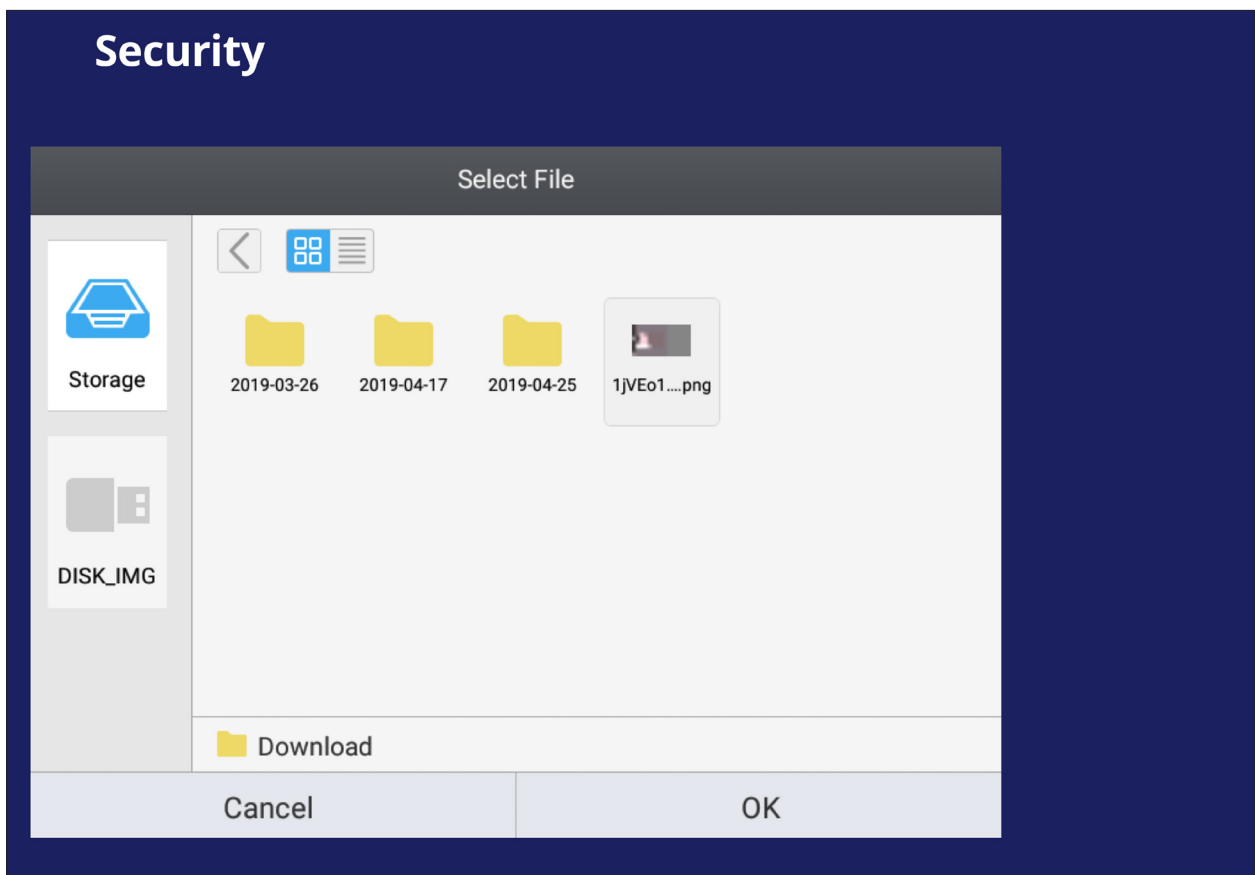 Security
Select File
Storage
2019-03-26
2019-04-17
2019-04-25
1jVEo1....png
DISK_IMG
Download
Cancel
OK